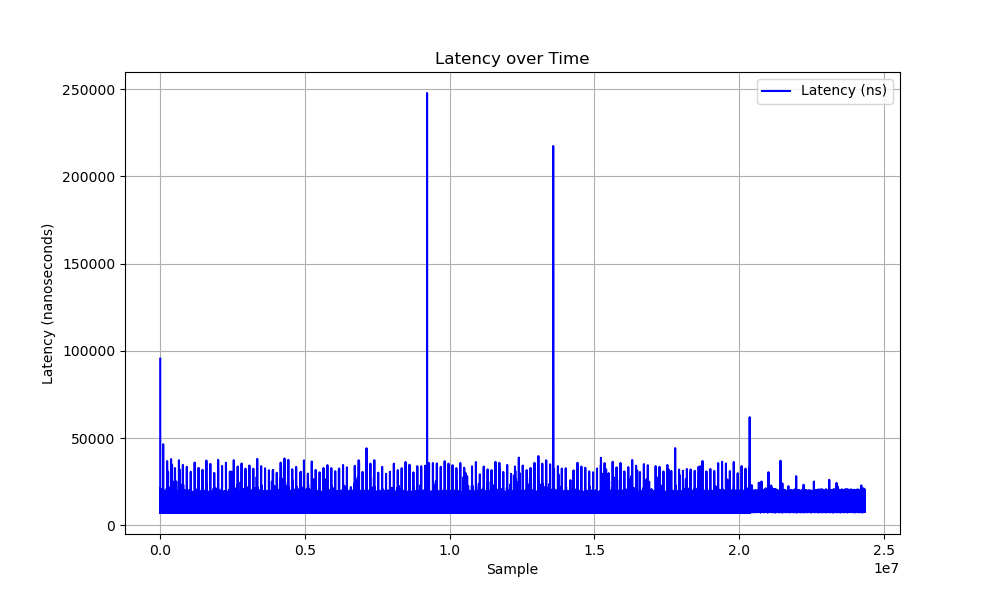 Latency over Time
Latency (ns)
Latency (nanoseconds)
250000
200000
150000
100000
50000
0
0.0 0.5 1.0 1.5 2.0 2.5
1e7
Sample